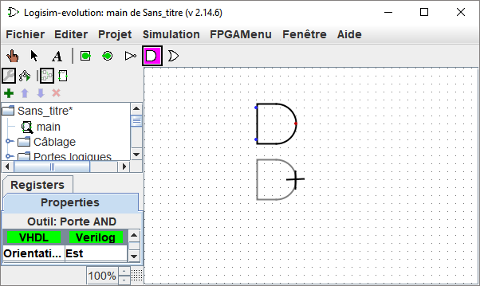 Logisim-evolution: main de Sans_titre (v 2.14.6)
Fichier Editer Projet Simulation FPGAMenu Fenêtre Aide
A
Sans_titre*
main
Câblage
Portes logiques
Registers
Properties
Outil: Porte AND
VHDL Verilog
Orientati... Est
100%